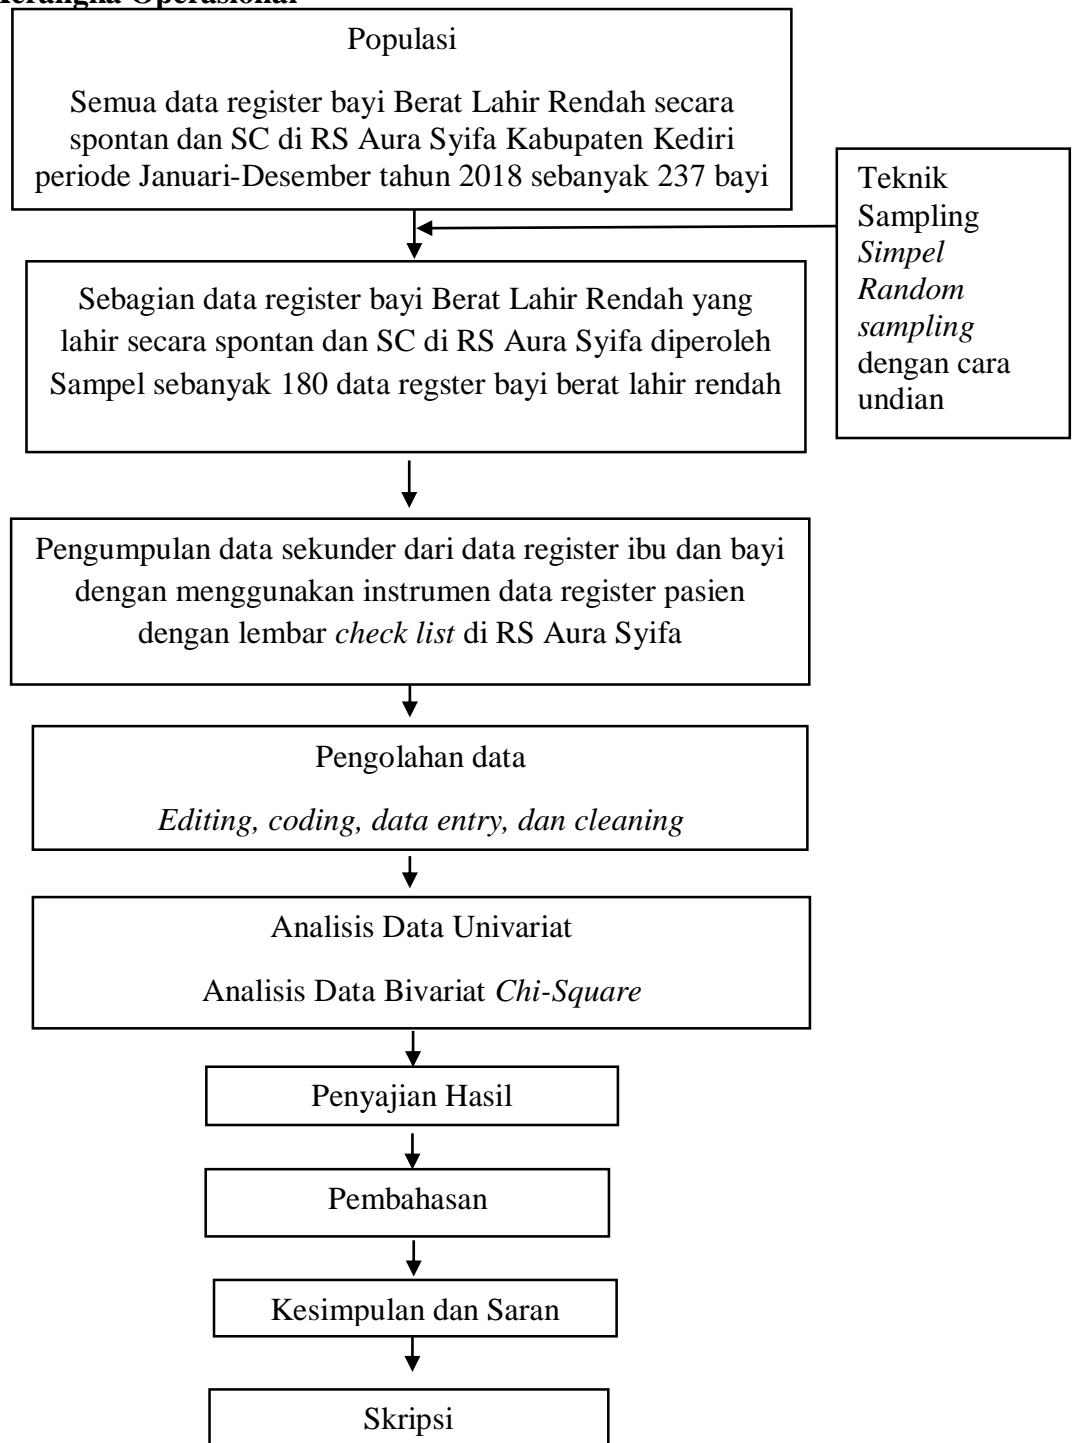 Kerangka Operasional
Populasi
Semua data register bayi Berat Lahir Rendah secara
spontan dan SC di RS Aura Syifa Kabupaten Kediri
periode Januari-Desember tahun 2018 sebanyak 237 bayi
Teknik
Sampling
Simpel
Random
sampling
dengan cara
undian
Sebagian data register bayi Berat Lahir Rendah yang
lahir secara spontan dan SC di RS Aura Syifa diperoleh
Sampel sebanyak 180 data regster bayi berat lahir rendah
Pengumpulan data sekunder dari data register ibu dan bayi
dengan menggunakan instrumen data register pasien
dengan lembar check list di RS Aura Syifa
Pengolahan data
Editing, coding, data entry, dan cleaning
Analisis Data Univariat
Analisis Data Bivariat Chi-Square
Penyajian Hasil
Pembahasan
Kesimpulan dan Saran
Skripsi